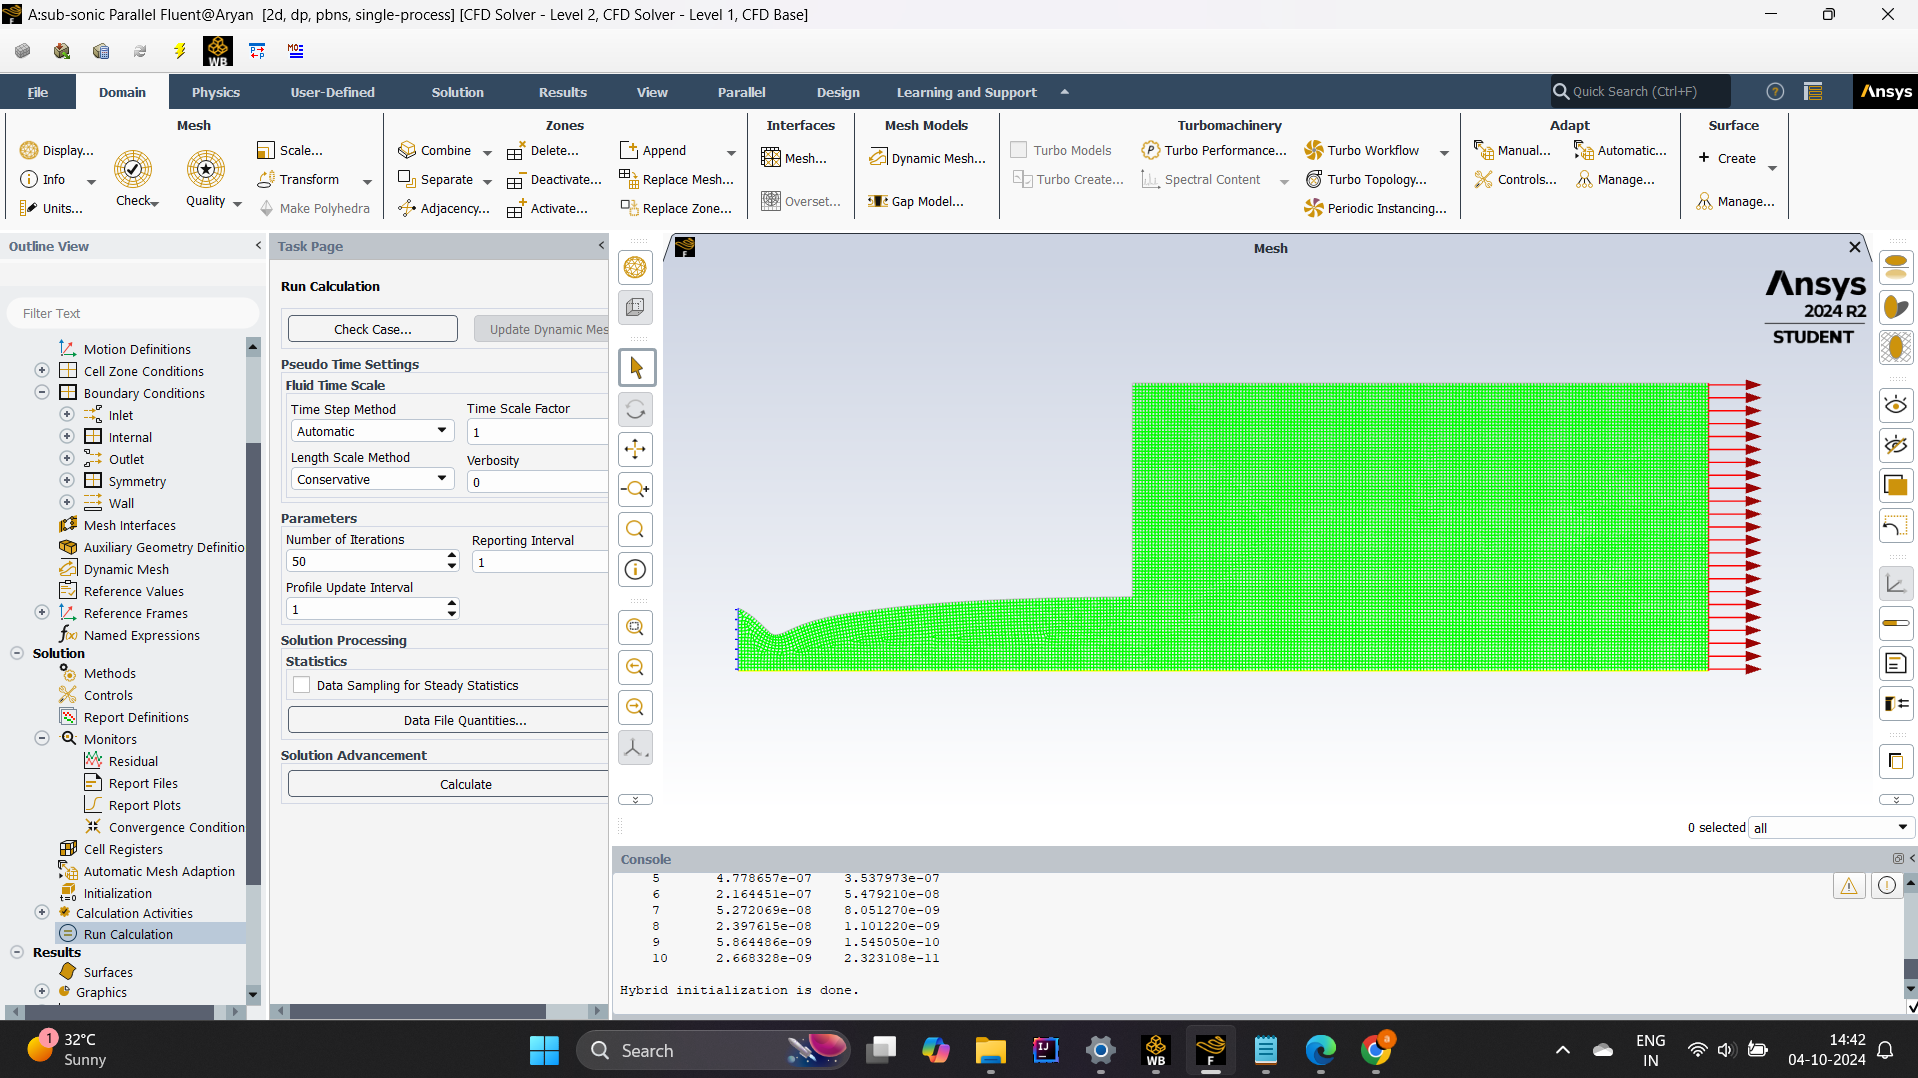 A:sub-sonic Parallel Fluent@Aryan [2d, dp, pbns, single-process] [CFD Solver - Level 2, CFD Solver - Level 1, CFD Base]
WB
File Domain Physics User-Defined Solution Results View Parallel Design Learning and Support Quick Search (Ctrl+F) Ansys
Mesh Zones Interfaces Mesh Models Turbomachinery Adapt Surface
Display... Scale... Combine Delete... Append Mesh... Dynamic Mesh... Turbo Models Turbo Performance... Turbo Workflow Manual... Automatic... Create
Info Transform Separate Deactivate... Replace Mesh... Turbo Create... Spectral Content Turbo Topology... Controls... Manage...
Units... Check Quality Make Polyhedra Adjacency... Activate... Replace Zone... Overset... Gap Model... Periodic Instancing... Manage...
Outline View
Filter Text
Motion Definitions
Cell Zone Conditions
Boundary Conditions
Inlet
Internal
Outlet
Symmetry
Wall
Mesh Interfaces
Auxiliary Geometry Definitio
Dynamic Mesh
Reference Values
Reference Frames
Named Expressions
Solution
Methods
Controls
Report Definitions
Monitors
Residual
Report Files
Report Plots
Convergence Condition
Cell Registers
Automatic Mesh Adaption
Initialization
Calculation Activities
Run Calculation
Results
Surfaces
Graphics
Task Page
Run Calculation
Check Case... Update Dynamic Mes
Pseudo Time Settings
Fluid Time Scale
Time Step Method Time Scale Factor
Automatic 1
Length Scale Method Verbosity
Conservative 0
Parameters
Number of Iterations Reporting Interval
50 1
Profile Update Interval
1
Solution Processing
Statistics
Data Sampling for Steady Statistics
Data File Quantities...
Solution Advancement
Calculate
Mesh
Ansys
2024 R2
STUDENT
0 selected all
Console
5 4.778657e-07 3.537973e-07
6 2.164451e-07 5.479210e-08
7 5.272069e-08 8.051270e-09
8 2.397615e-08 1.101220e-09
9 5.864486e-09 1.545050e-10
10 2.668328e-09 2.323108e-11
Hybrid initialization is done.
1
32°C
Sunny
Search
WB
ENG
IN
14:42
04-10-2024